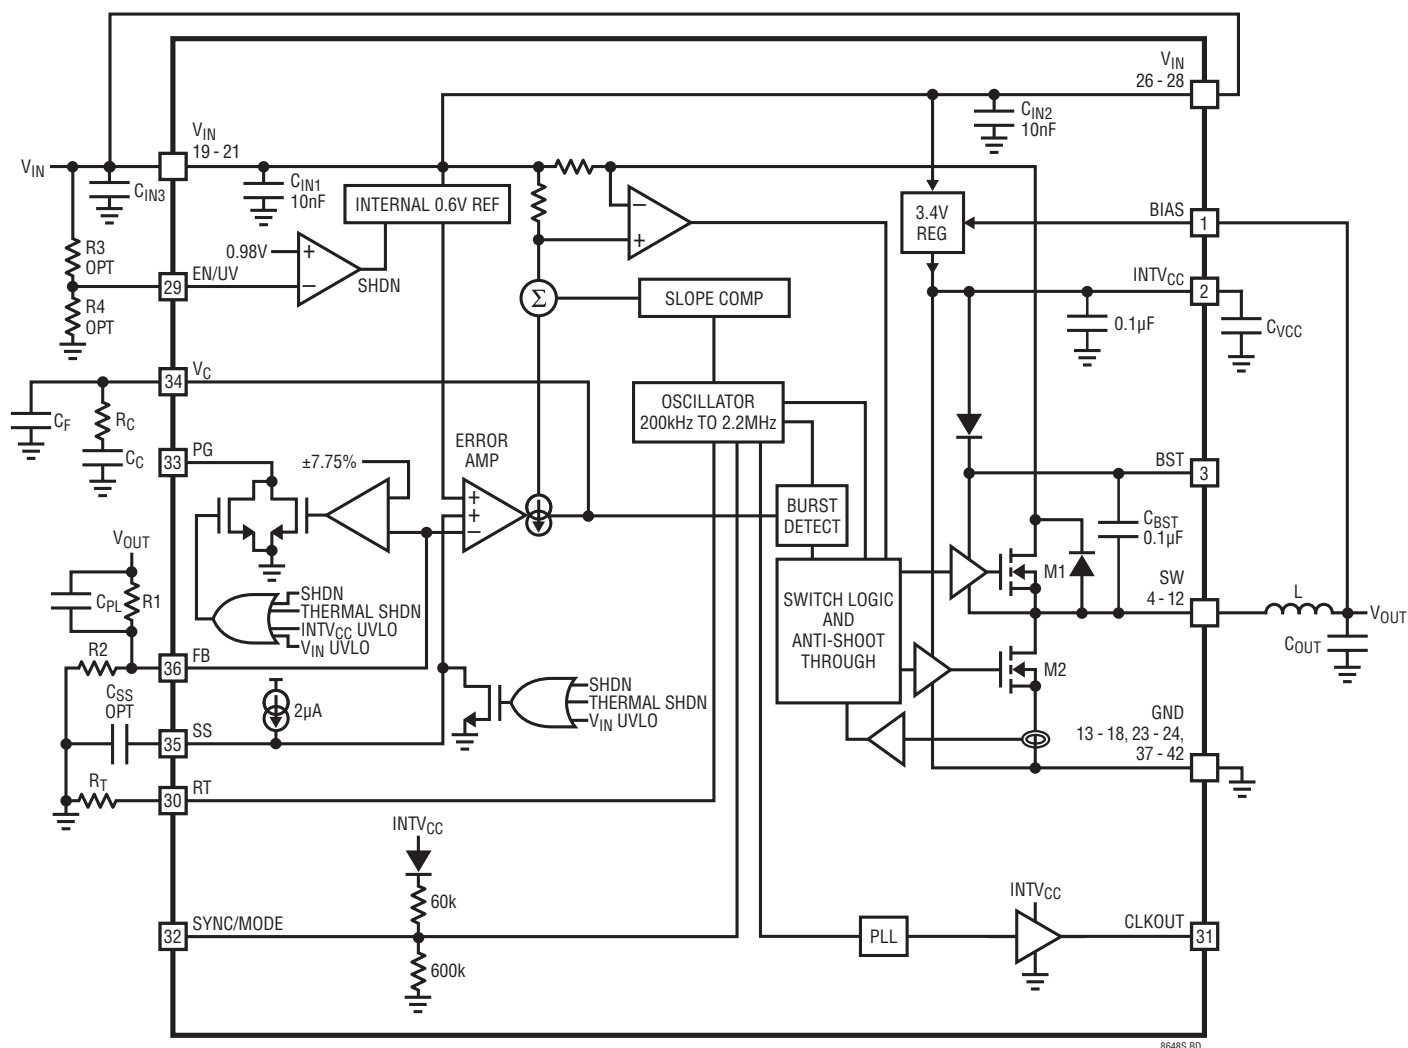 VIN
26 - 28
CIN2
10nF
VIN
19 - 21
VIN
CIN3
CIN1
10nF
INTERNAL 0.6V REF
3.4V
REG
BIAS
1
R3
OPT
0.98V
+
−
SHDN
EN/UV
29
−
+
Σ
SLOPE COMP
INTVCC
2
0.1µF
CVCC
R4
OPT
VC
34
CF
RC
CC
OSCILLATOR
200kHz TO 2.2MHz
PG
33
±7.75%
ERROR
AMP
+
+
−
BURST
DETECT
BST
3
CBST
0.1µF
VOUT
CPL
R1
SHDN
THERMAL SHDN
INTVCC UVLO
VIN UVLO
SWITCH LOGIC
AND
ANTI-SHOOT
THROUGH
M1
SW
4 - 12
L
VOUT
COUT
R2
FB
36
M2
CSS
OPT
2µA
SHDN
THERMAL SHDN
VIN UVLO
SS
35
GND
13 - 18, 23 - 24,
37 - 42
RT
RT
30
INTVCC
60k
SYNC/MODE
32
600k
PLL
INTVCC
CLKOUT
31
8648S BD